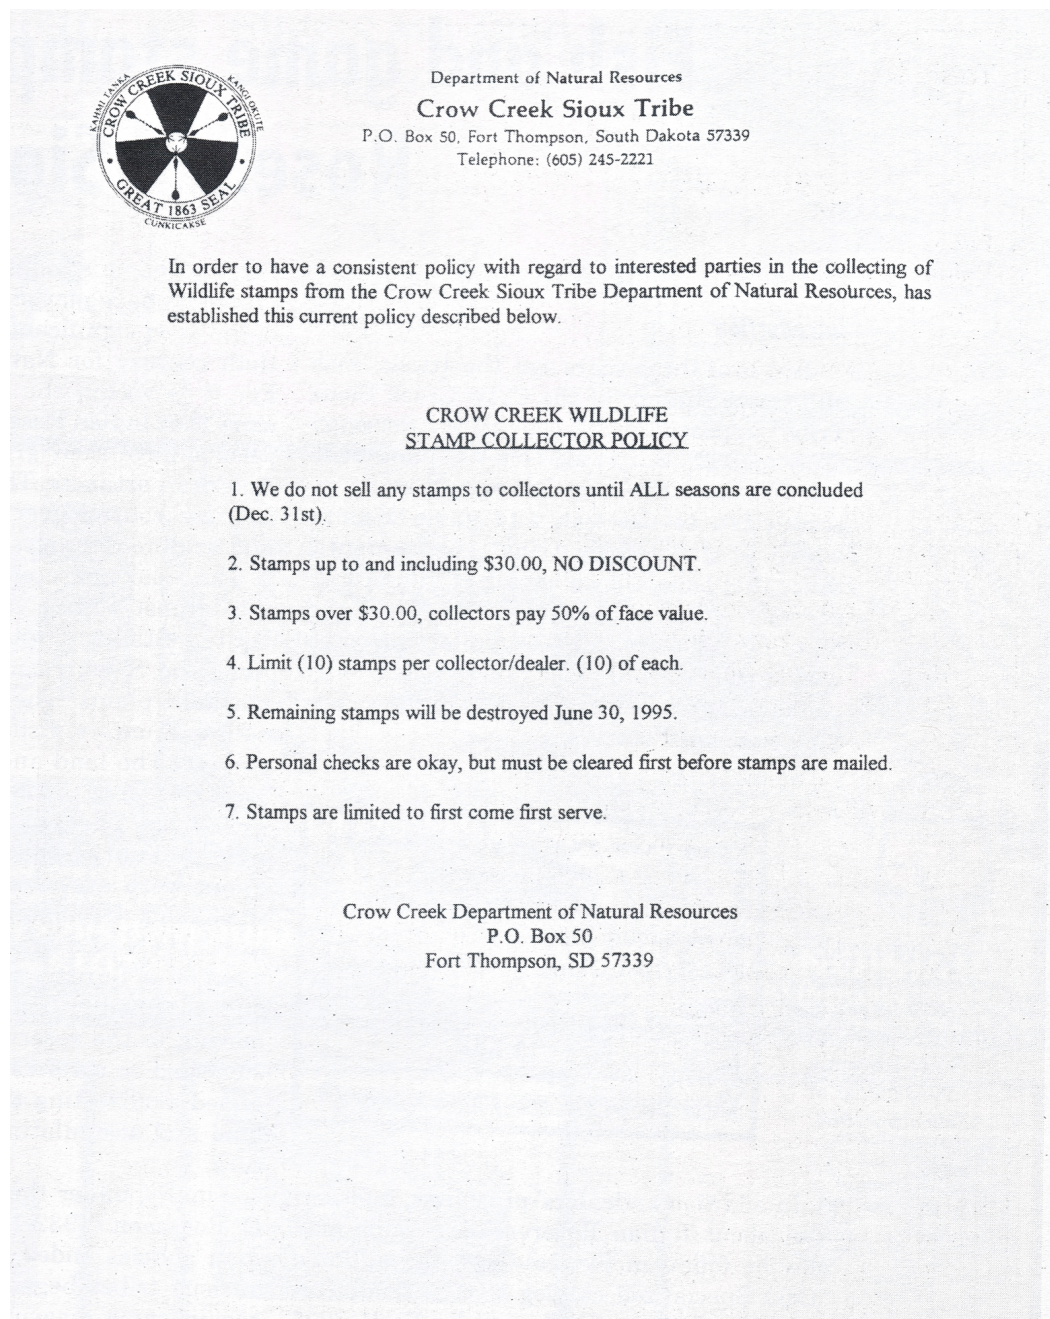 KAHMI TANKA
KANGI OKUTE
CROW CREEK SIOUX TRIBE
GREAT 1863 SEAL
CUNKICAKSE
Department of Natural Resources
Crow Creek Sioux Tribe
P.O. Box 50, Fort Thompson, South Dakota 57339
Telephone: (605) 245-2221
In order to have a consistent policy with regard to interested parties in the collecting of
Wildlife stamps from the Crow Creek Sioux Tribe Department of Natural Resources, has
established this current policy described below.
CROW CREEK WILDLIFE
STAMP COLLECTOR POLICY
1. We do not sell any stamps to collectors until ALL seasons are concluded
(Dec. 31st).
2. Stamps up to and including $30.00, NO DISCOUNT.
3. Stamps over $30.00, collectors pay 50% of face value.
4. Limit (10) stamps per collector/dealer. (10) of each.
5. Remaining stamps will be destroyed June 30, 1995.
6. Personal checks are okay, but must be cleared first before stamps are mailed.
7. Stamps are limited to first come first serve.
Crow Creek Department of Natural Resources
P.O. Box 50
Fort Thompson, SD 57339